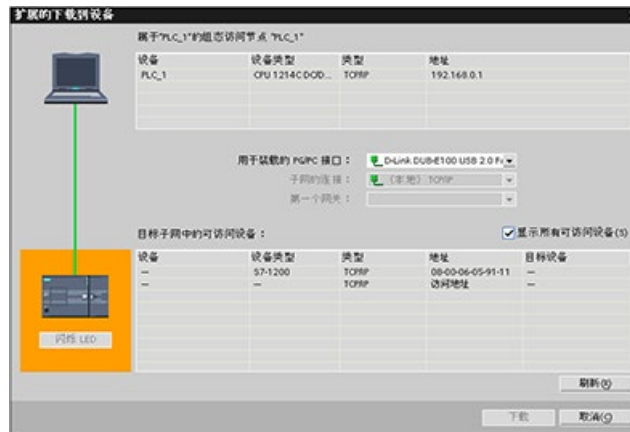 扩展的下载到设备
属于"PLC_1"的组态访问节点 "PLC_1"
设备 设备类型 类型 地址
PLC_1 CPU 1214C DC/D... TCP/IP 192.168.0.1
用于装载的 PG/PC 接口：
D-Link DUB-E100 USB 2.0 Fa
子网的连接：
(本地) TCP/IP
第一个网关：
目标子网中的可访问设备：
显示所有可访问设备(S)
设备 设备类型 类型 地址 目标设备
— S7-1200 TCP/IP 08-00-06-05-91-11 —
— — TCP/IP 访问地址 —
闪烁 LED
刷新(R)
下载
取消(C)